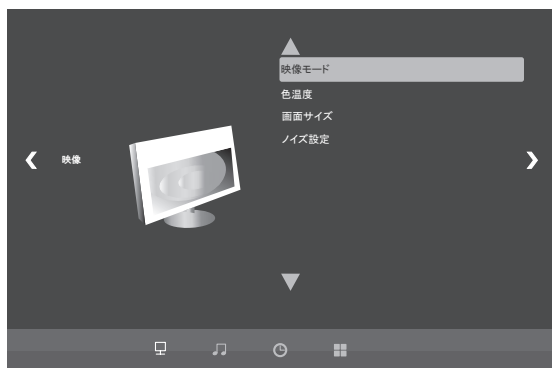 映像
映像モード
色温度
画面サイズ
ノイズ設定